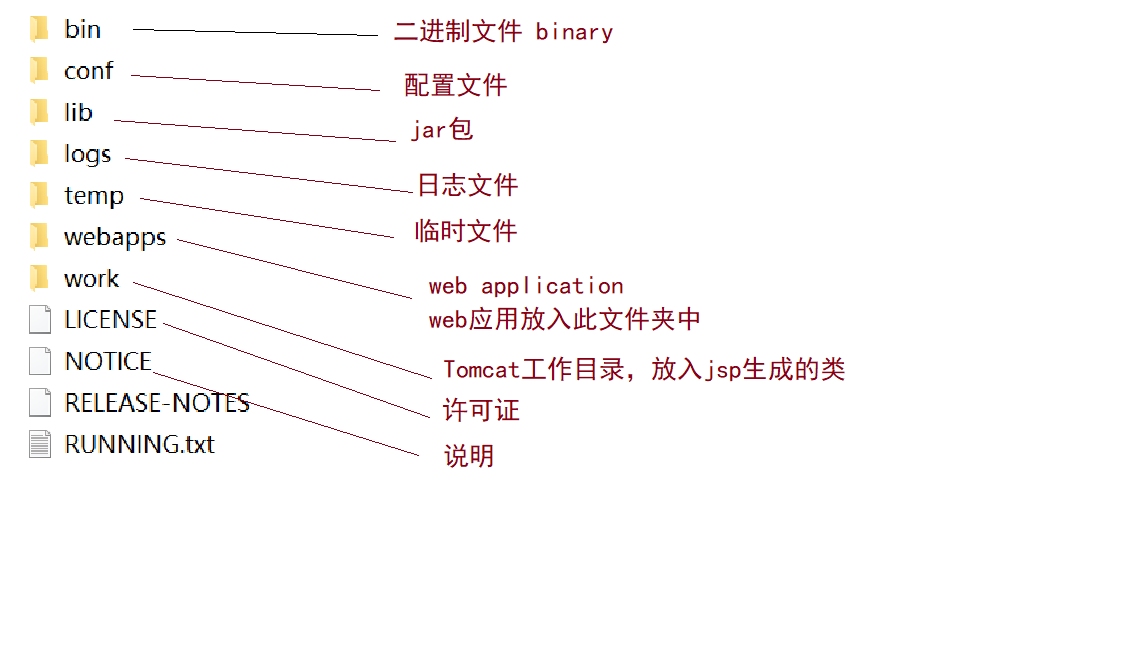 bin 二进制文件 binary
conf 配置文件
lib jar包
logs 日志文件
temp 临时文件
webapps web application
web应用放入此文件夹中
work Tomcat工作目录，放入jsp生成的类
LICENSE 许可证
NOTICE 说明
RELEASE-NOTES
RUNNING.txt